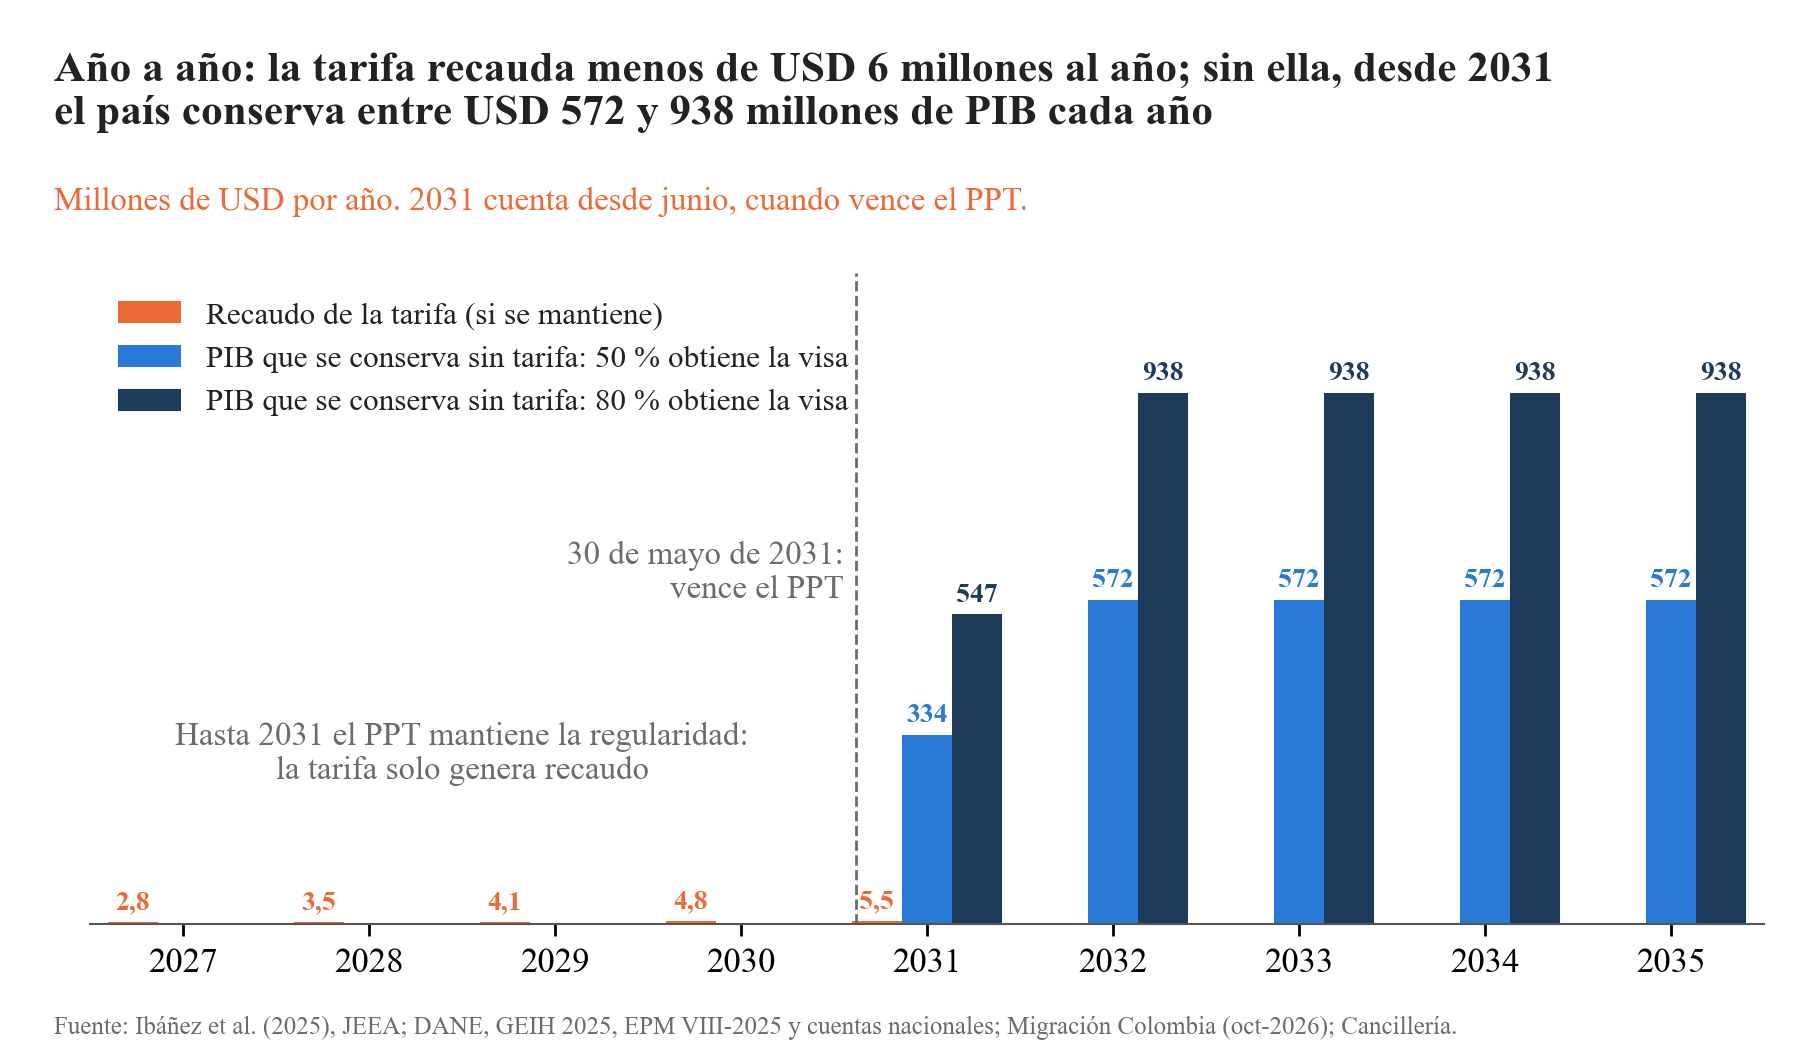 Año a año: la tarifa recauda menos de USD 6 millones al año; sin ella, desde 2031
el país conserva entre USD 572 y 938 millones de PIB cada año
Millones de USD por año. 2031 cuenta desde junio, cuando vence el PPT.
Recaudo de la tarifa (si se mantiene)
PIB que se conserva sin tarifa: 50 % obtiene la visa
PIB que se conserva sin tarifa: 80 % obtiene la visa
938 938 938 938
30 de mayo de 2031:
vence el PPT
547
572 572 572 572
334
Hasta 2031 el PPT mantiene la regularidad:
la tarifa solo genera recaudo
2,8 3,5 4,1 4,8 5,5
2027 2028 2029 2030 2031 2032 2033 2034 2035
Fuente: Ibáñez et al. (2025), JEEA; DANE, GEIH 2025, EPM VIII-2025 y cuentas nacionales; Migración Colombia (oct-2026); Cancillería.